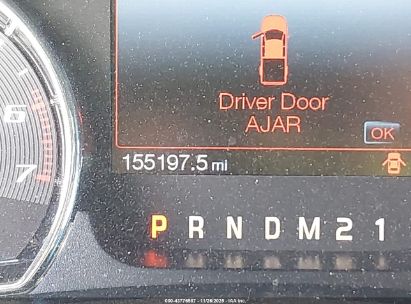 Driver Door
AJAR
OK
155197.5 mi
6
7
P R N D M 2 1